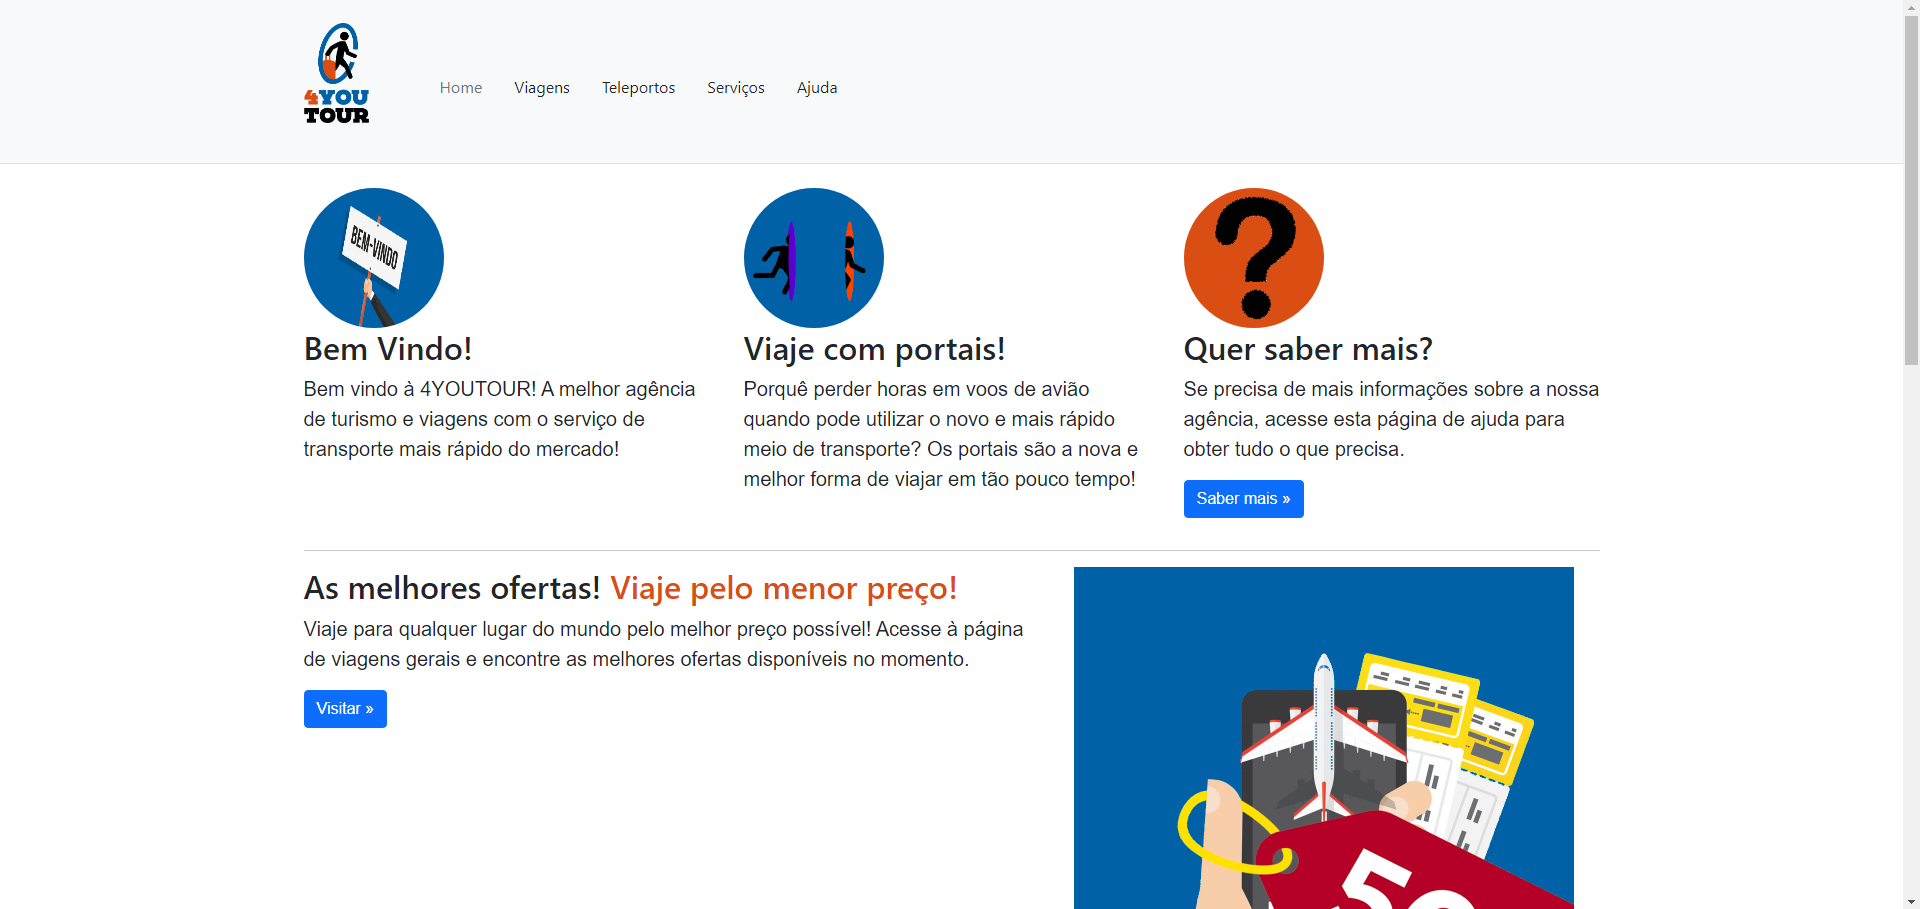 4YOU
TOUR
Home
Viagens
Teleportos
Serviços
Ajuda
BEM-VINDO
Bem Vindo!
Bem vindo à 4YOUTOUR! A melhor agência
de turismo e viagens com o serviço de
transporte mais rápido do mercado!
Viaje com portais!
Porquê perder horas em voos de avião
quando pode utilizar o novo e mais rápido
meio de transporte? Os portais são a nova e
melhor forma de viajar em tão pouco tempo!
Quer saber mais?
Se precisa de mais informações sobre a nossa
agência, acesse esta página de ajuda para
obter tudo o que precisa.
Saber mais »
As melhores ofertas! Viaje pelo menor preço!
Viaje para qualquer lugar do mundo pelo melhor preço possível! Acesse à página
de viagens gerais e encontre as melhores ofertas disponíveis no momento.
Visitar »